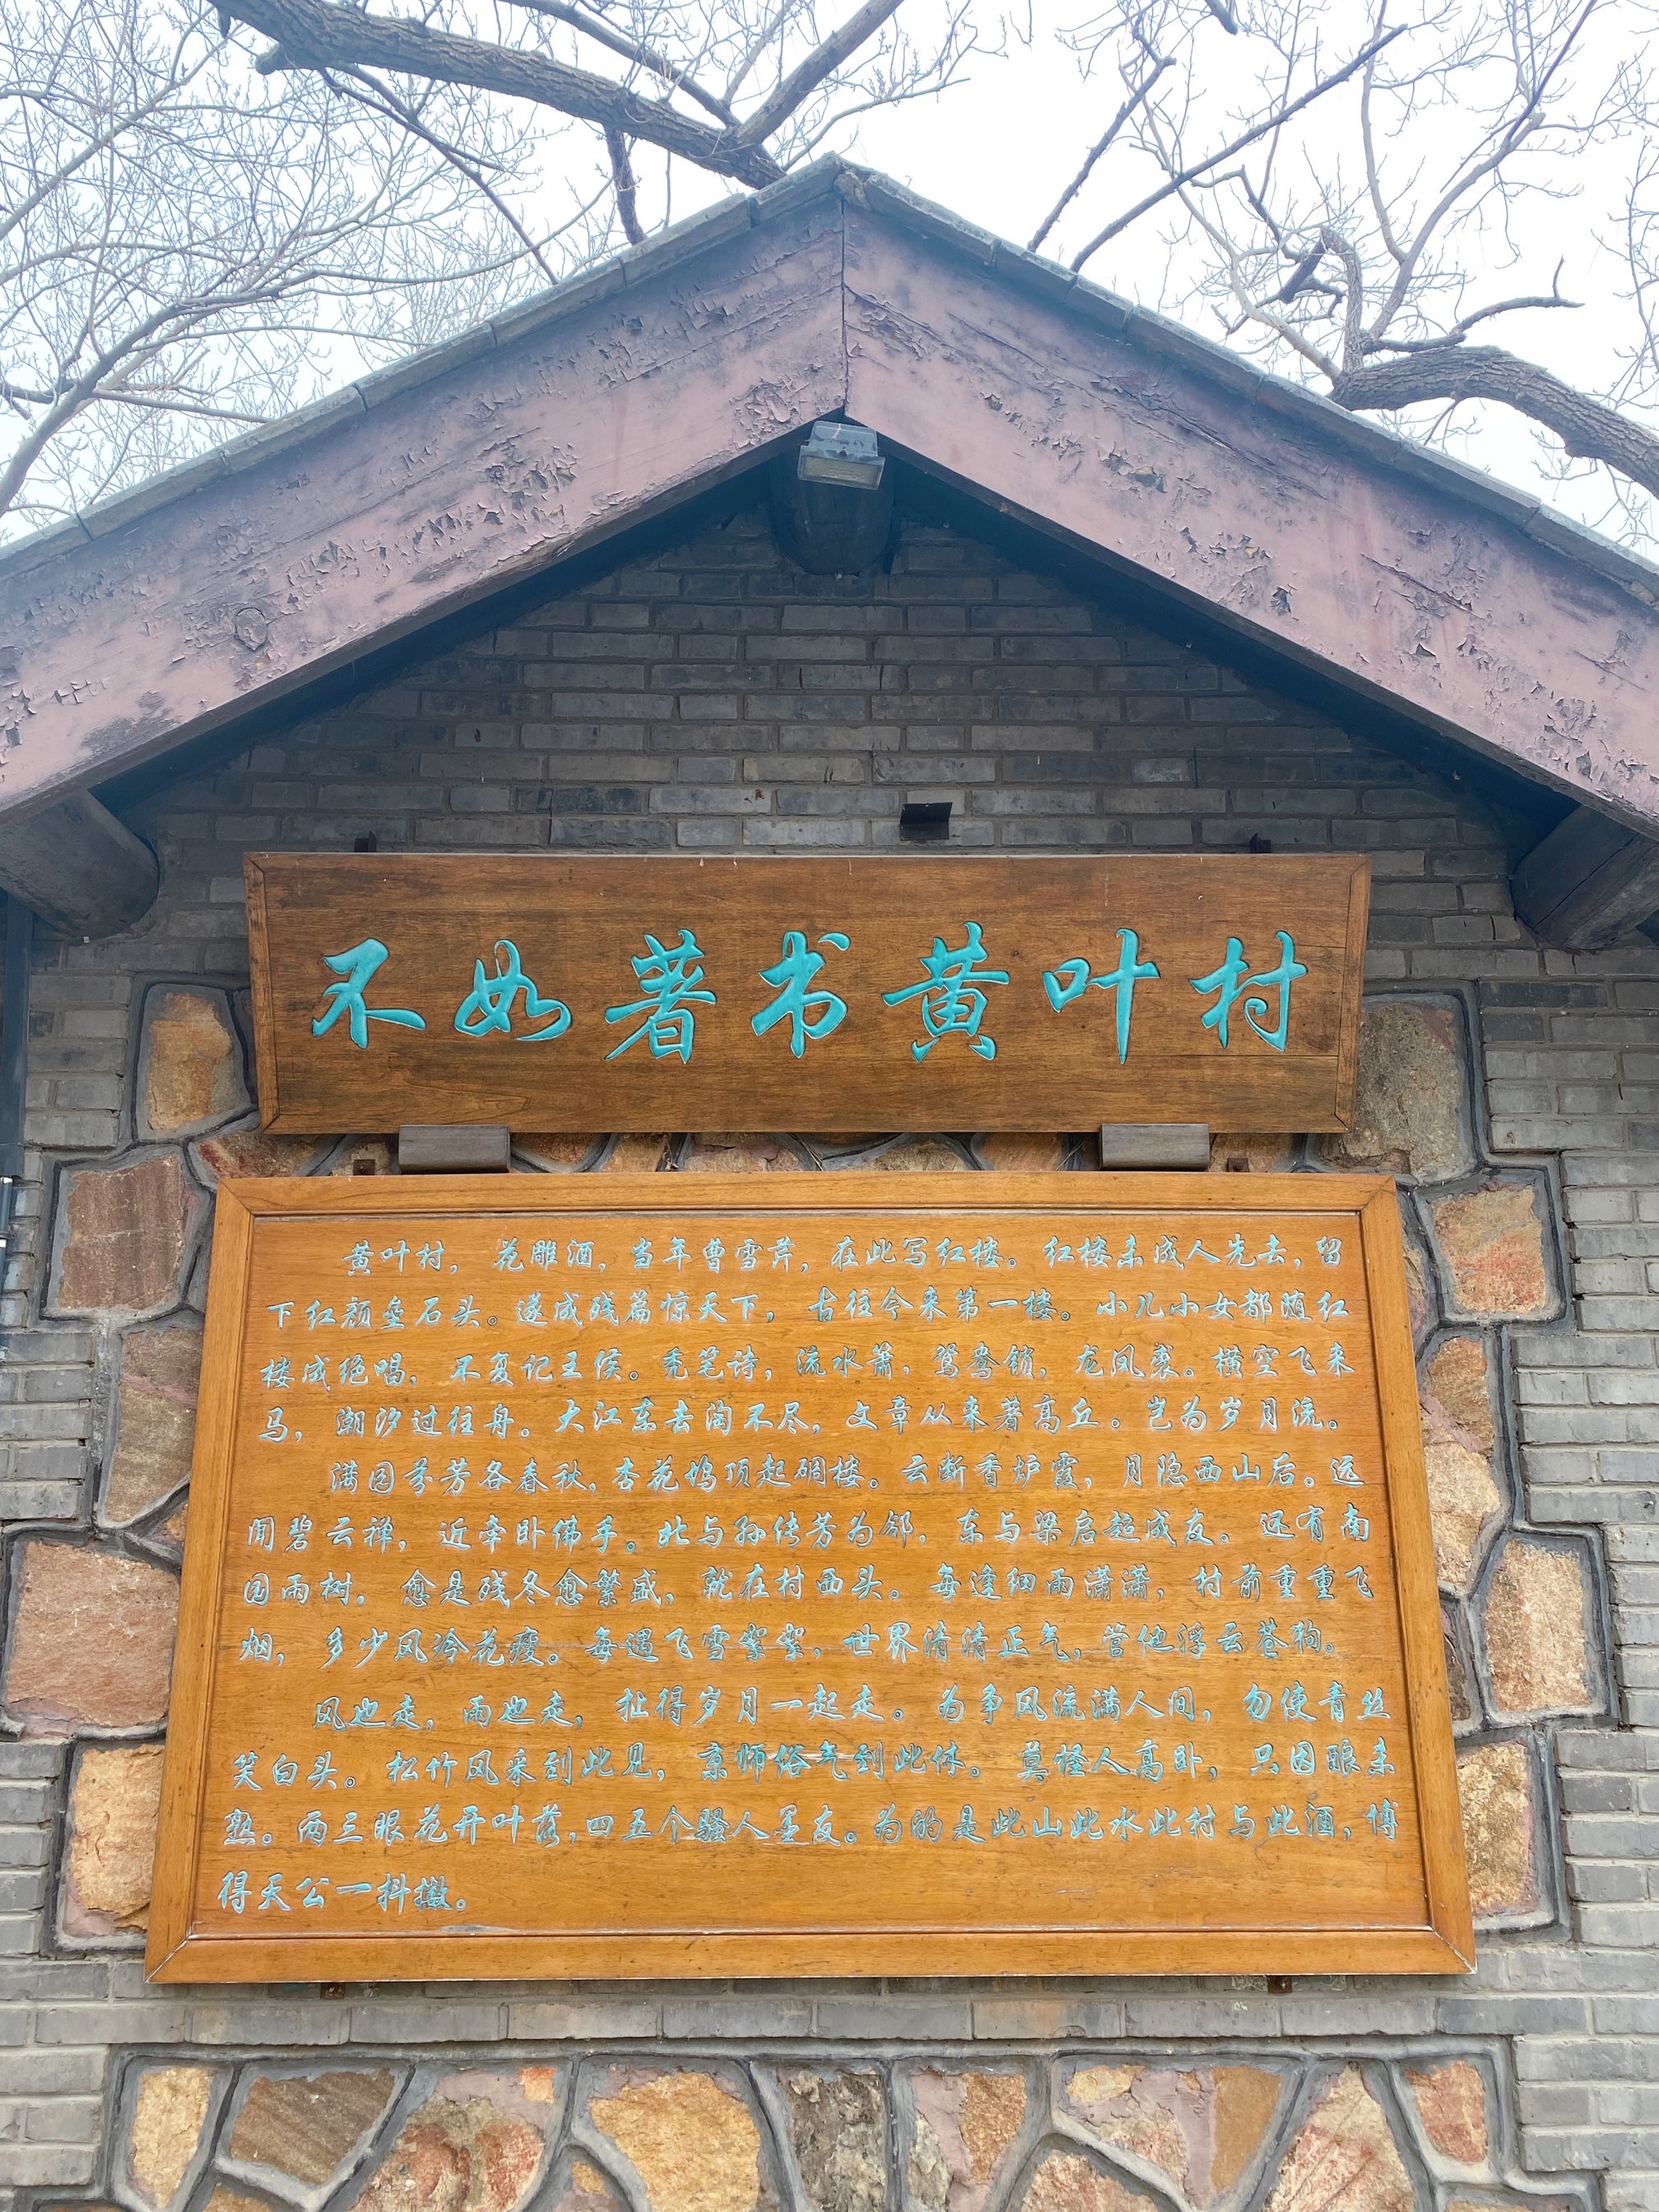 不如著书黄叶村
黄叶村，花雕酒，当年曹雪芹，在此写红楼。红楼未成人先去，留
下红颜垒石头。遂成残篇惊天下，古往今来第一楼。小儿小女都随红
楼成绝唱，不复记王侯。秃笔诗，流水箫，鸳鸯锁，龙凤裘。横空飞来
马，潮汐过往舟。大江东去淘不尽，文章从来著高丘。岂为岁月流。
满园芬芳各春秋，杏花坞顶起碉楼。云断香炉霞，月隐西山后。远
闻碧云禅，近牵卧佛手。北与孙传芳为邻，东与梁启超成友。还有南
园雨树，愈是残冬愈繁盛，就在村西头。每逢细雨潇潇，村前重重飞
烟，多少风冷花瘦。每遇飞雪絮絮，世界清清正气，管他浮云苍狗。
风也走，雨也走，扯得岁月一起走。为争风流满人间，勿使青丝
笑白头。松竹风采到此见，京师俗气到此休。莫怪人高卧，只因酿未
熟。两三眼花开叶落，四五个骚人墨友。为的是此山此水此村与此酒，博
得天公一抖擞。